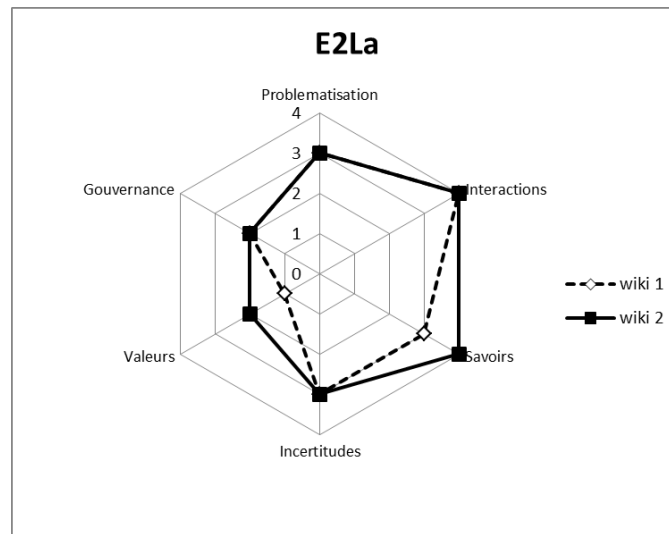 E2La
Problematisation
4
3
2
1
0
Interactions
Savoirs
Incertitudes
Valeurs
Gouvernance
wiki 1
wiki 2